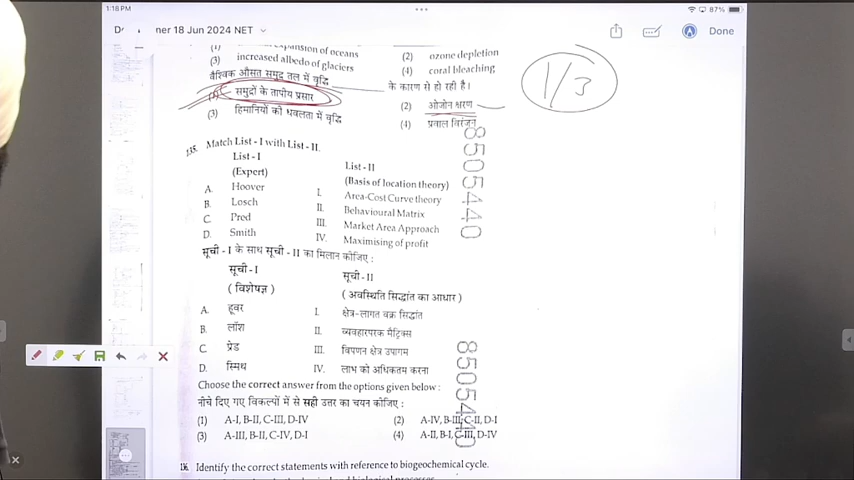 1:18 PM
87%
ner 18 Jun 2024 NET
Done
(1) expansion of oceans
(2) ozone depletion
(3) increased albedo of glaciers
(4) coral bleaching
वैश्विक औसत समुद्र तल में वृद्धि के कारण से हो रही है।
समुद्रों के तापीय प्रसार
(2) ओजोन क्षरण
(3) हिमानियों की धवलता में वृद्धि
(4) प्रवाल विरंजन
1/3
8505440
135. Match List - I with List - II.
List - I
List - II
(Expert)
(Basis of location theory)
A. Hoover
I. Area-Cost Curve theory
B. Losch
II. Behavioural Matrix
C. Pred
III. Market Area Approach
D. Smith
IV. Maximising of profit
सूची - I के साथ सूची - II का मिलान कीजिए :
सूची - I
सूची - II
( विशेषज्ञ )
( अवस्थिति सिद्धांत का आधार )
A. हूवर
I. क्षेत्र-लागत वक्र सिद्धांत
B. लॉश
II. व्यवहारपरक मैट्रिक्स
C. प्रेड
III. विपणन क्षेत्र उपागम
D. स्मिथ
IV. लाभ को अधिकतम करना
8505440
Choose the correct answer from the options given below :
नीचे दिए गए विकल्पों में से सही उत्तर का चयन कीजिए :
(1) A-I, B-II, C-III, D-IV
(2) A-IV, B-III, C-II, D-I
(3) A-III, B-II, C-IV, D-I
(4) A-II, B-I, C-III, D-IV
136. Identify the correct statements with reference to biogeochemical cycle.